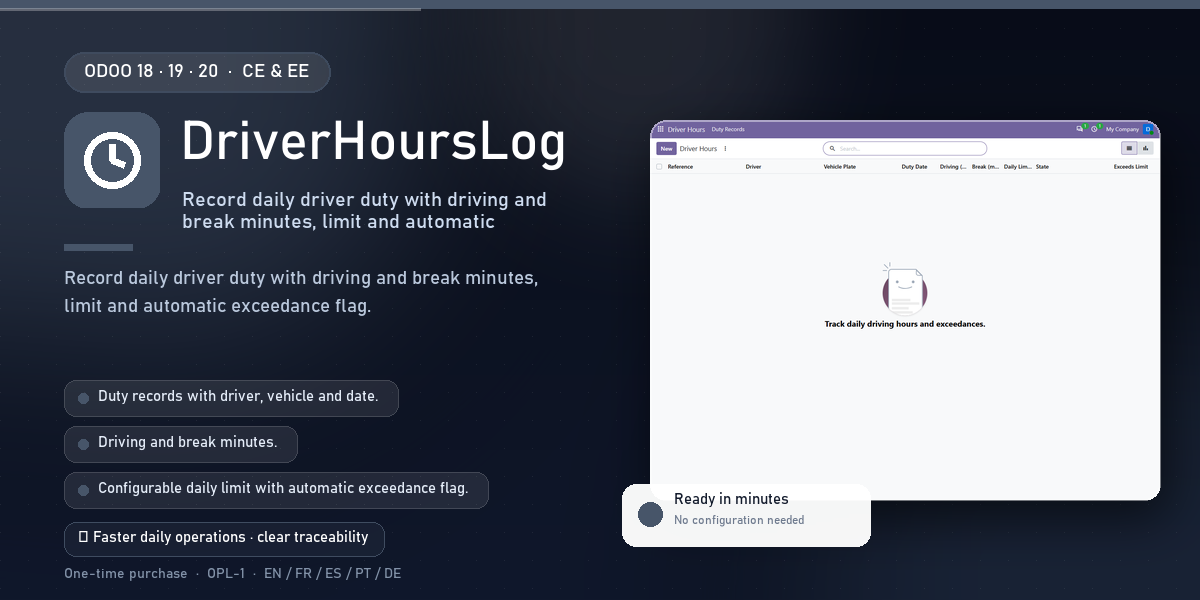 ODOO 18 · 19 · 20 · CE & EE
DriverHoursLog
Record daily driver duty with driving and
break minutes, limit and automatic
Record daily driver duty with driving and break minutes,
limit and automatic exceedance flag.
Duty records with driver, vehicle and date.
Driving and break minutes.
Configurable daily limit with automatic exceedance flag.
Faster daily operations · clear traceability
One-time purchase · OPL-1 · EN / FR / ES / PT / DE
Driver Hours Duty Records My Company D
New Driver Hours Search...
Reference Driver Vehicle Plate Duty Date Driving (... Break (m... Daily Lim... State Exceeds Limit
Track daily driving hours and exceedances.
Ready in minutes
No configuration needed